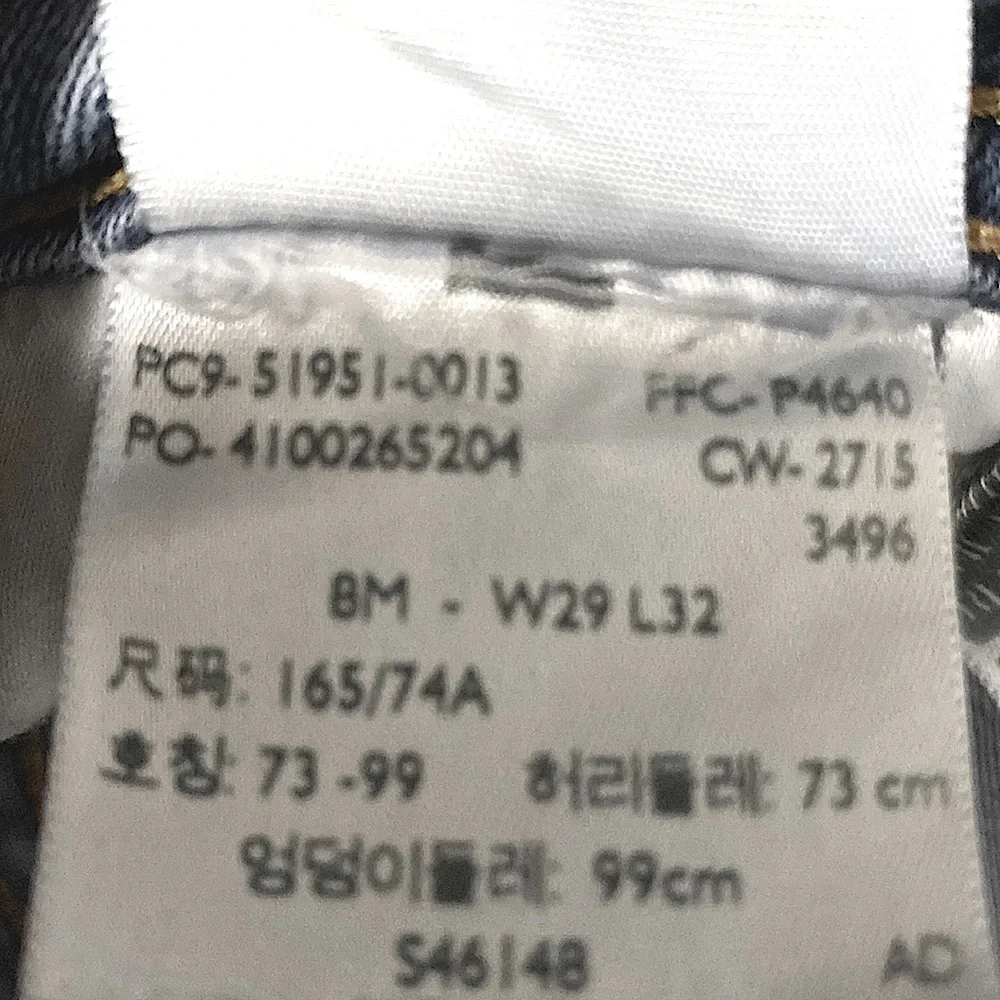 PC9-51951-0013 FFC-P4640
PO-4100265204 CW-2715
3496
8M - W29 L32
尺码: 165/74A
호칭: 73-99 허리둘레: 73 cm
엉덩이둘레: 99cm
S46148 AD